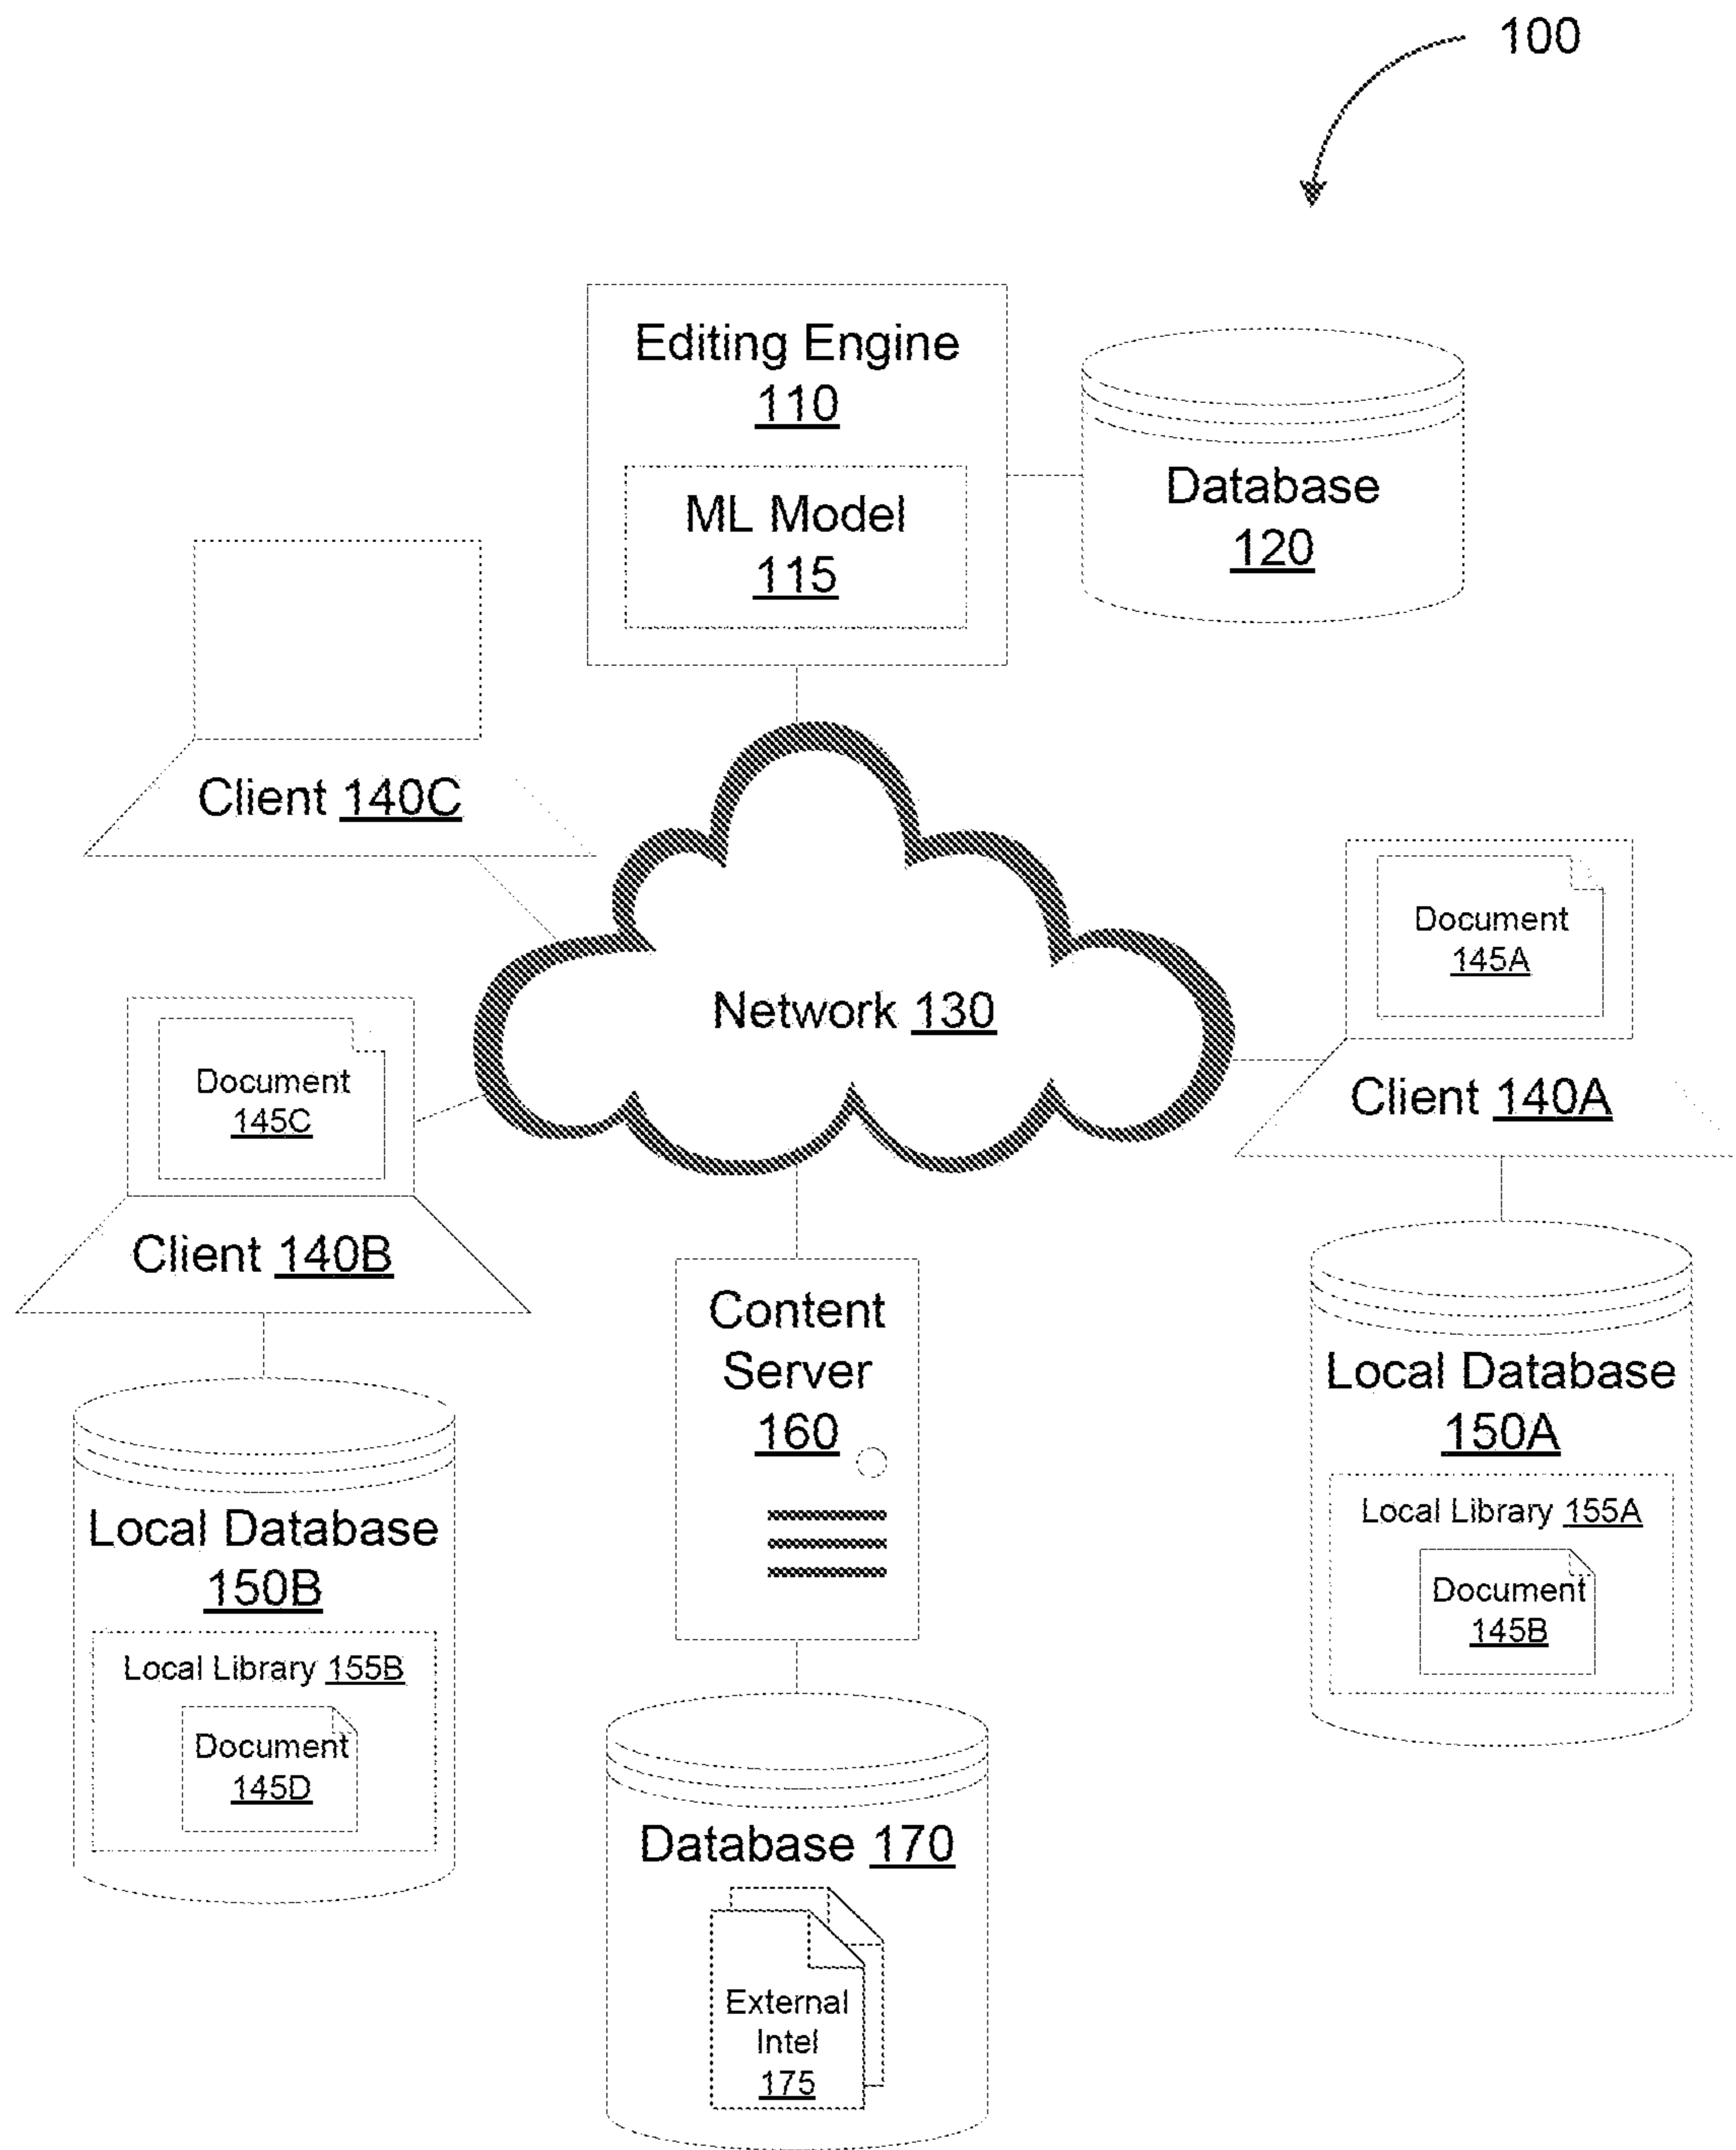 100
Editing Engine
110
ML Model
115
Database
120
Client 140C
Network 130
Document
145A
Client 140A
Document
145C
Client 140B
Content
Server
160
Local Database
150A
Local Library 155A
Document
145B
Local Database
150B
Local Library 155B
Document
145D
Database 170
External
Intel
175